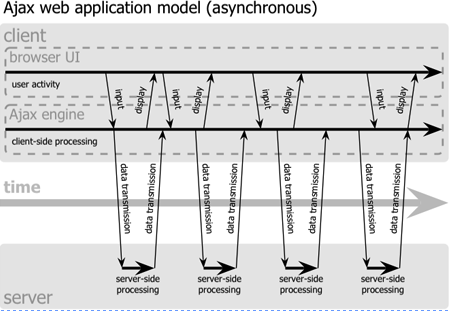 Ajax web application model (asynchronous)
client
browser UI
user activity
input
display
input
display
input
display
input
display
Ajax engine
client-side processing
data transmission
data transmission
data transmission
data transmission
data transmission
data transmission
data transmission
data transmission
time
server-side
processing
server-side
processing
server-side
processing
server-side
processing
server